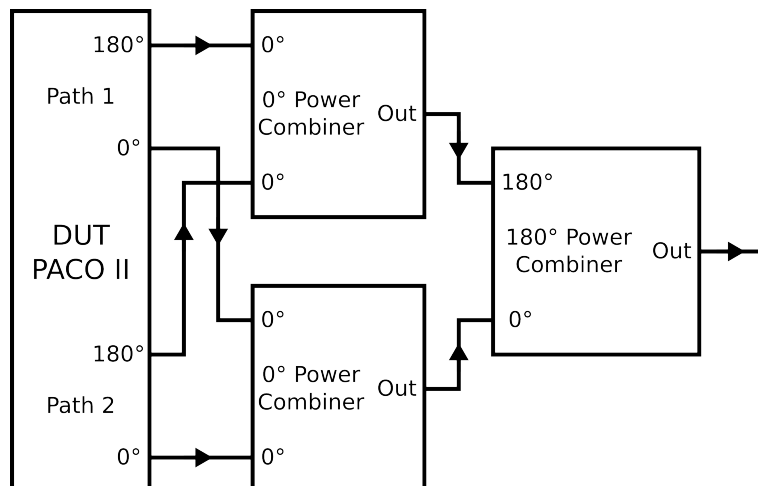 180°
Path 1
0°
DUT
PACO II
180°
Path 2
0°
0°
0° Power
Combiner
Out
0°
0°
0° Power
Combiner
Out
0°
180°
180° Power
Combiner
Out
0°